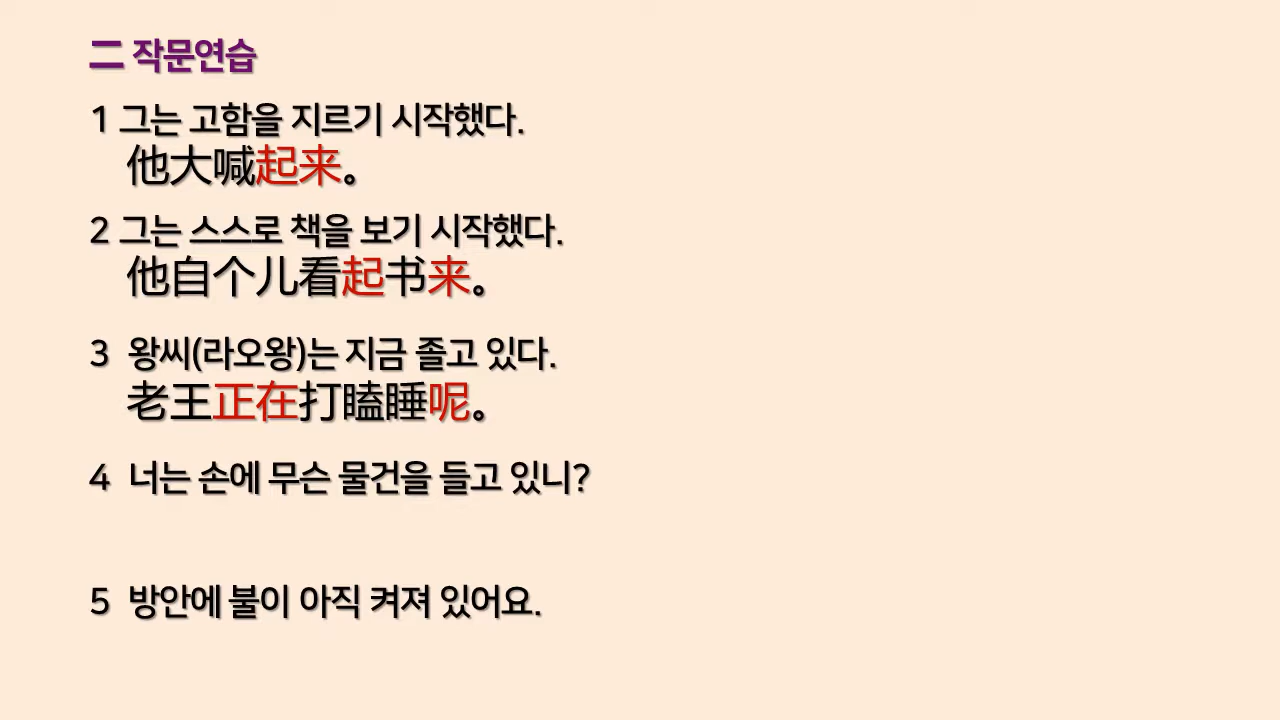 二 작문연습
1 그는 고함을 지르기 시작했다.
他大喊起来。
2 그는 스스로 책을 보기 시작했다.
他自个儿看起书来。
3 왕씨(라오왕)는 지금 졸고 있다.
老王正在打瞌睡呢。
4 너는 손에 무슨 물건을 들고 있니?
5 방안에 불이 아직 켜져 있어요.